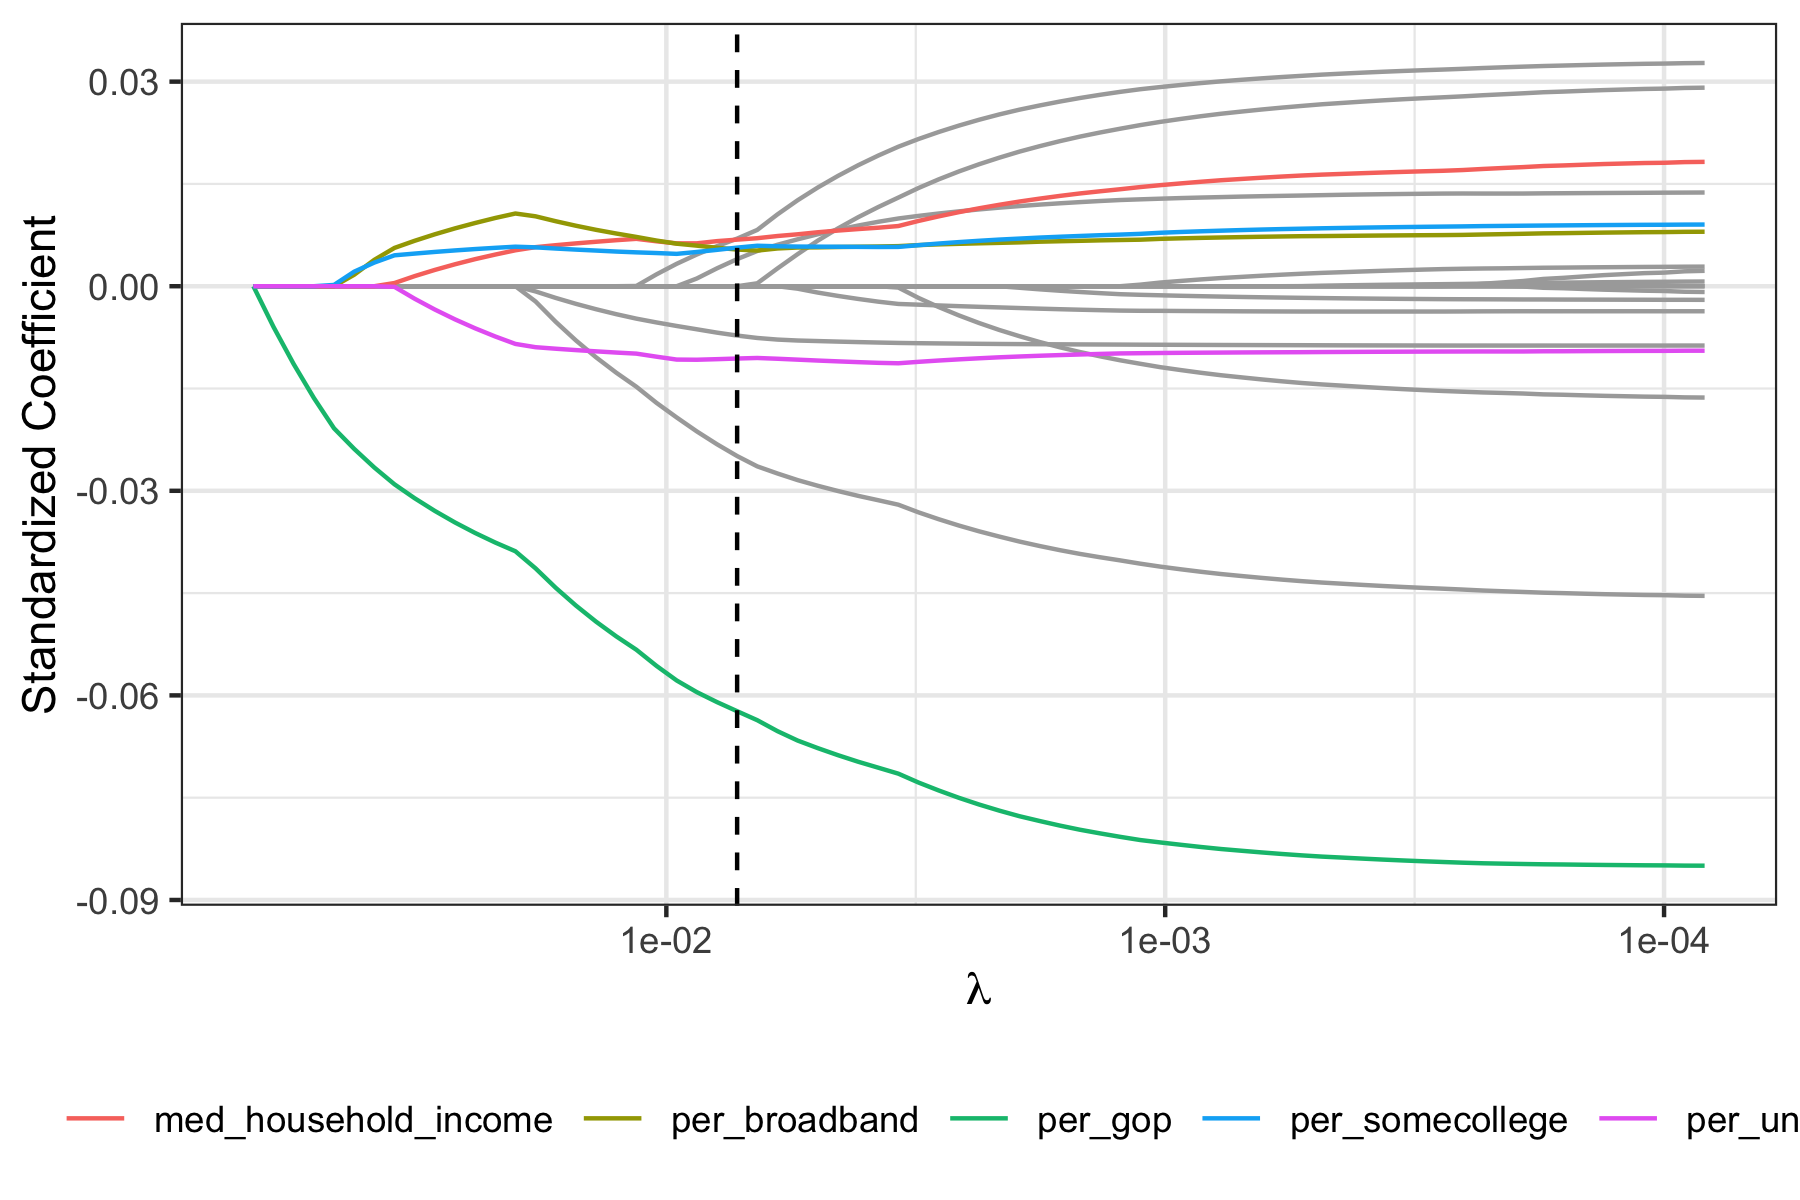 Standardized Coefficient
0.03
0.00
-0.03
-0.06
-0.09
1e-02 1e-03 1e-04
λ
med_household_income per_broadband per_gop per_somecollege per_un